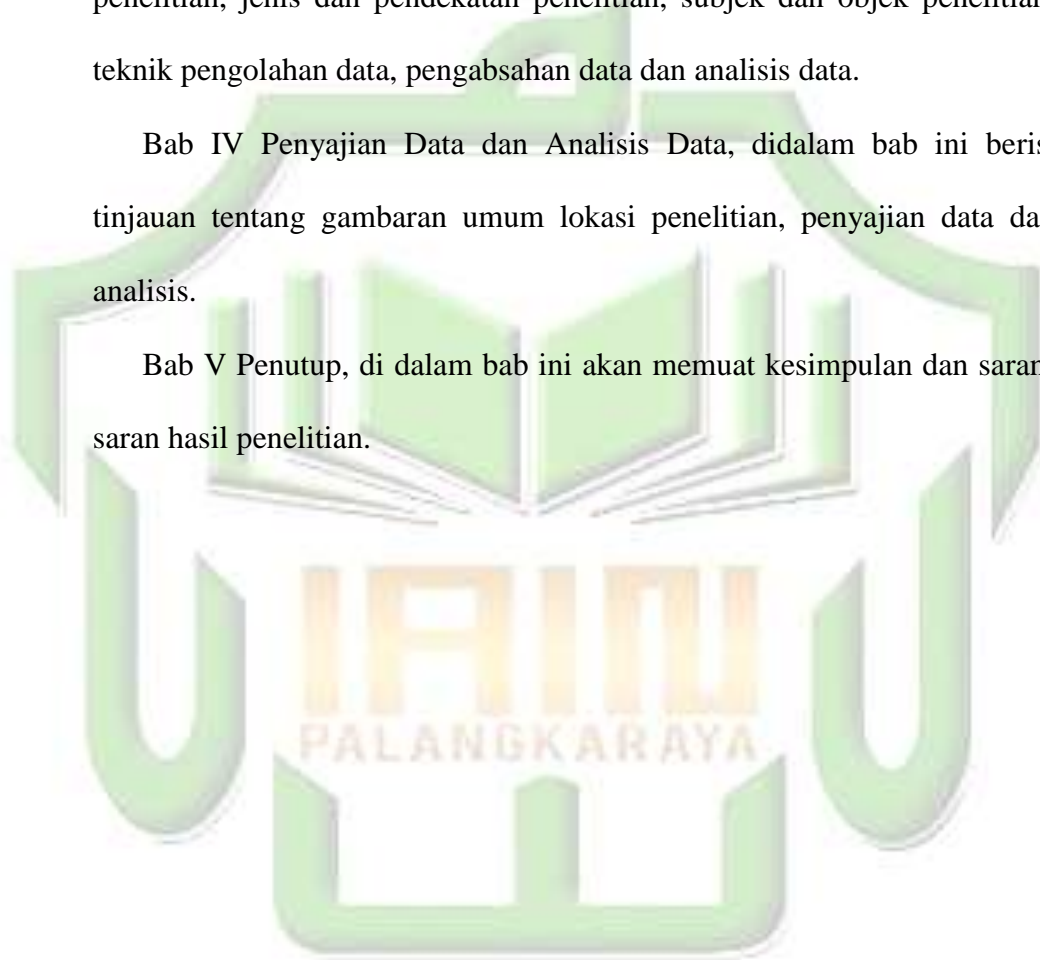 penelitian, jenis dan pendekatan penelitian, subjek dan objek penelitian
teknik pengolahan data, pengabsahan data dan analisis data.
Bab IV Penyajian Data dan Analisis Data, didalam bab ini beris
tinjauan tentang gambaran umum lokasi penelitian, penyajian data da
analisis.
Bab V Penutup, di dalam bab ini akan memuat kesimpulan dan saran
saran hasil penelitian.
IAIN
PALANGKARAYA